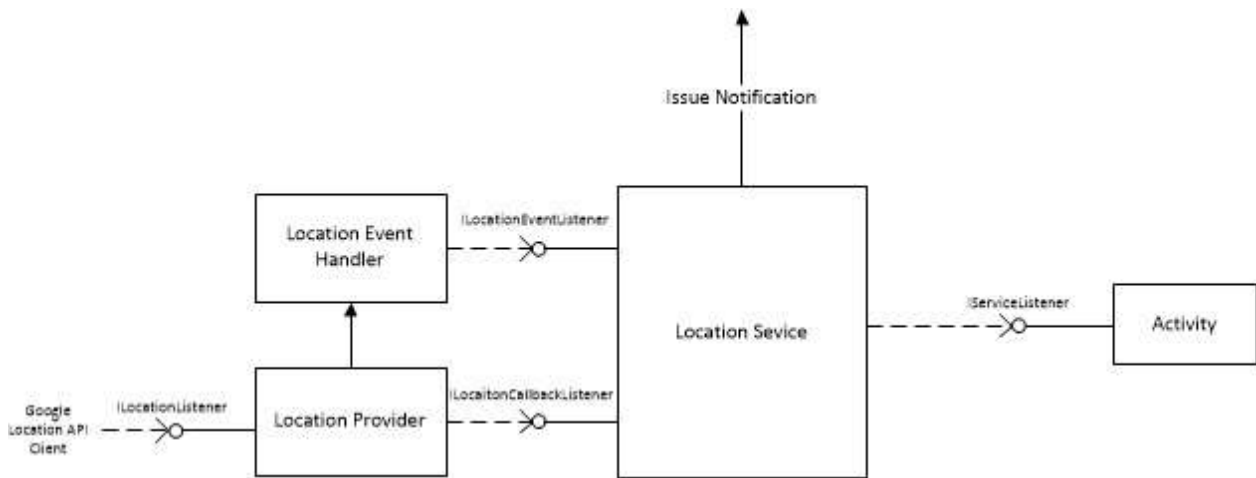 Issue Notification
ILocationEventListener
Location Event
Handler
IServiceListener
Location Sevice
Activity
ILocationListener
ILocaitonCallbackListener
Google
Location API
Client
Location Provider